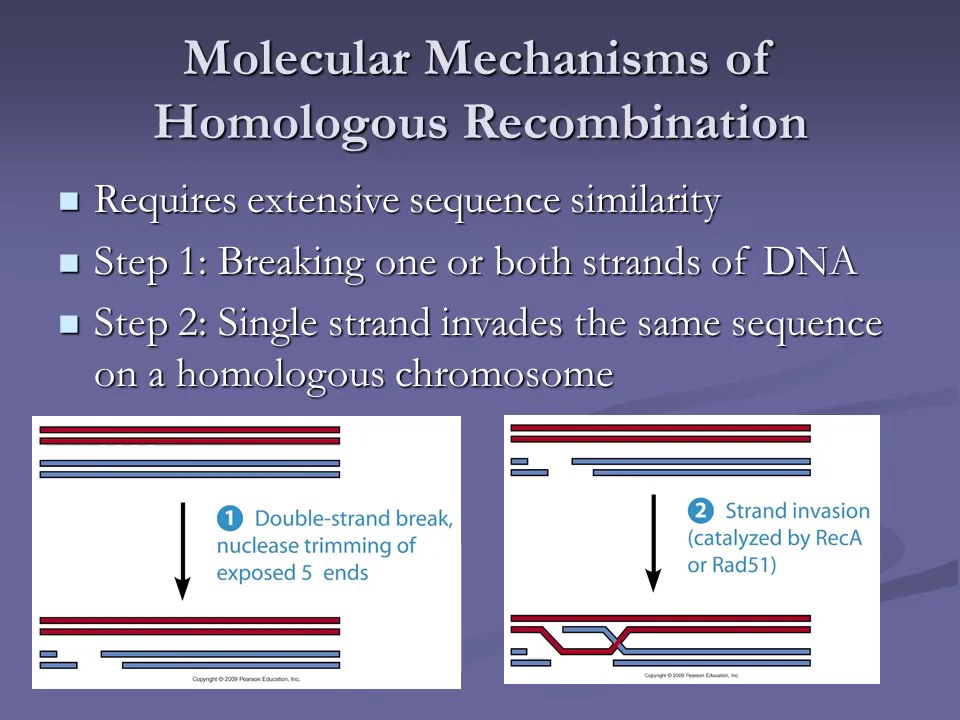 Molecular Mechanisms of
Homologous Recombination
Requires extensive sequence similarity
Step 1: Breaking one or both strands of DNA
Step 2: Single strand invades the same sequence
on a homologous chromosome
1 Double-strand break,
nuclease trimming of
exposed 5 ends
Copyright © 2009 Pearson Education, Inc.
2 Strand invasion
(catalyzed by RecA
or Rad51)
Copyright © 2009 Pearson Education, Inc.